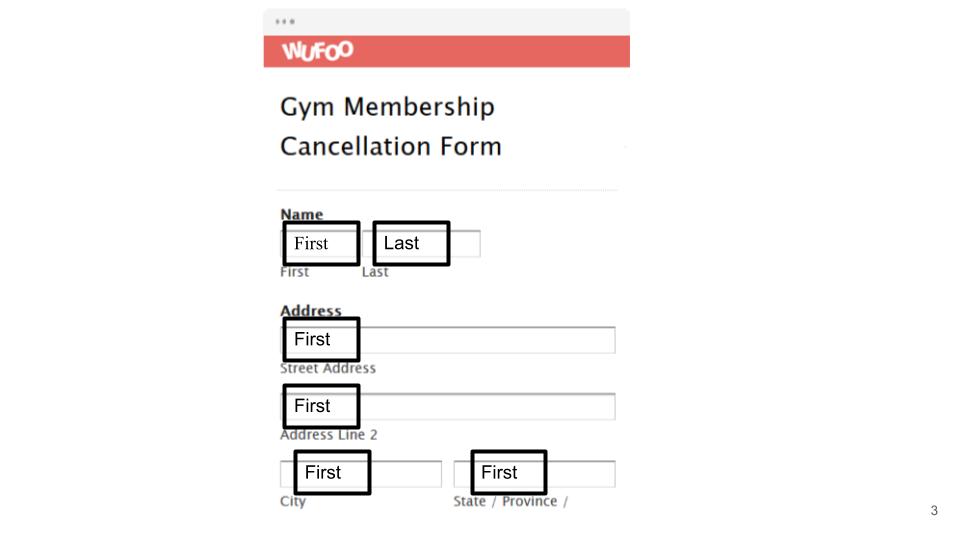 WUFOO
Gym Membership
Cancellation Form
Name
First Last
First Last
Address
First
Street Address
First
Address Line 2
First First
City State / Province /
3